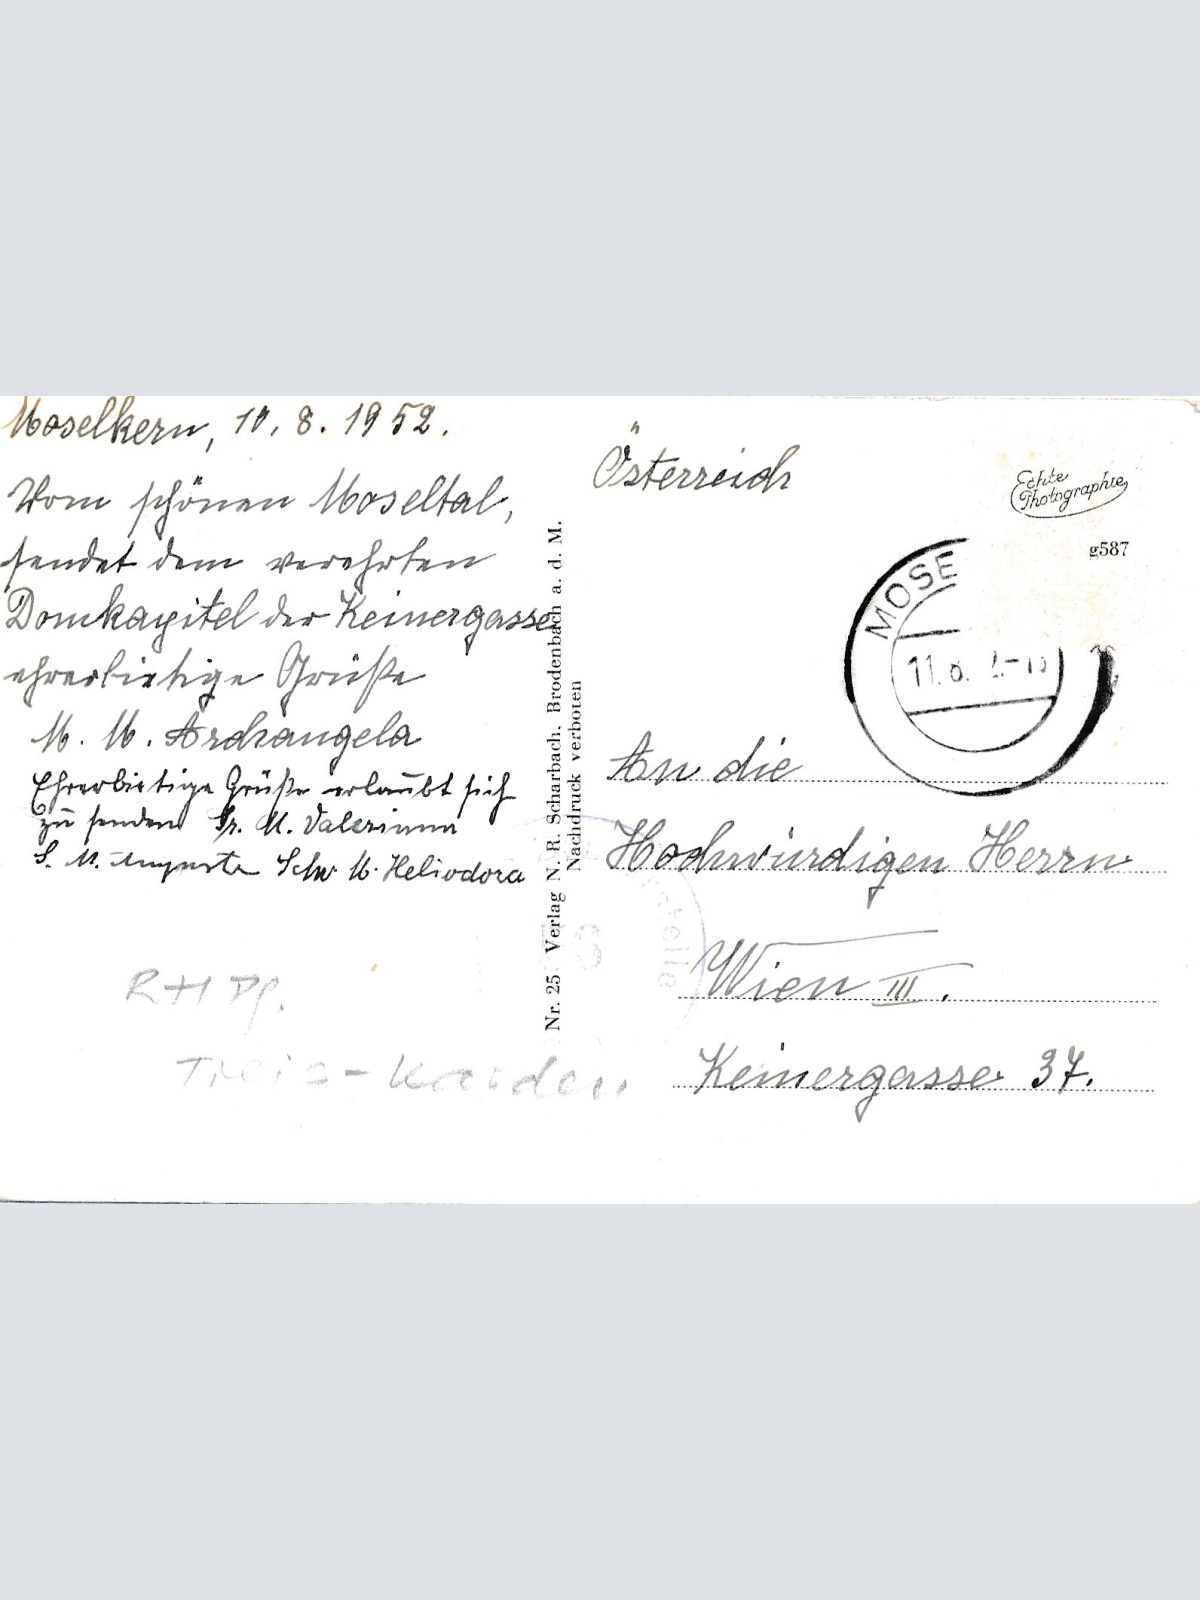 Moselkern, 10. 8. 1952.
Vom schönen Moseltal,
sendet dem verehrten
Domkapitel der Keinergasse
ehrerbietige Grüße
M. M. Archangela
Ehrerbietige Grüße erlaubt sich
zu senden Sr. M. Valeriana
S. M. Auguste Schw M. Heliodora
RHPf.
Treis-Karden
Nr. 25 Verlag N. R. Scharbach, Brodenbach a. d. M.
Nachdruck verboten
Österreich
Echte
Photographie
g587
MOSE
11.8.
An die
Hochwürdigen Herrn
Wien III.
Keinergasse 37.